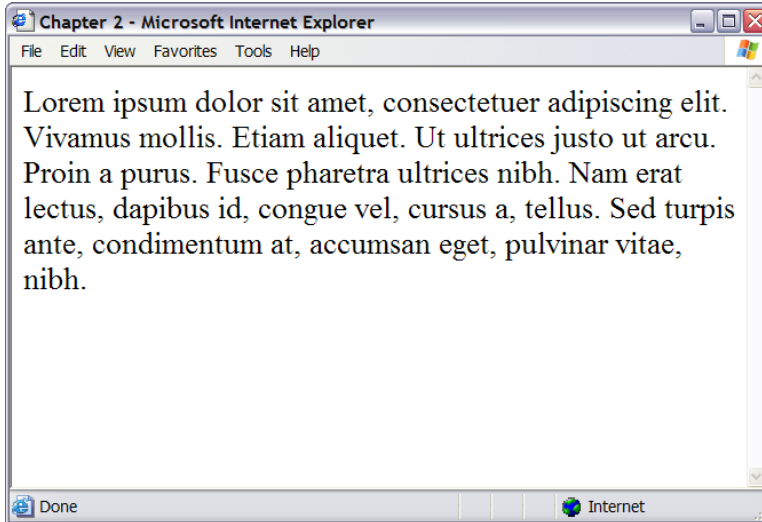 Chapter 2 - Microsoft Internet Explorer
File Edit View Favorites Tools Help
Lorem ipsum dolor sit amet, consectetuer adipiscing elit.
Vivamus mollis. Etiam aliquet. Ut ultrices justo ut arcu.
Proin a purus. Fusce pharetra ultrices nibh. Nam erat
lectus, dapibus id, congue vel, cursus a, tellus. Sed turpis
ante, condimentum at, accumsan eget, pulvinar vitae,
nibh.
Done Internet